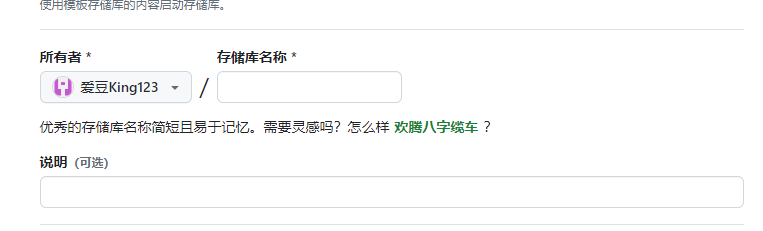 使用模板存储库的内容启动存储库。
所有者 * 存储库名称 *
爱豆King123 /
优秀的存储库名称简短且易于记忆。需要灵感吗？怎么样 欢腾八字缆车 ？
说明 (可选)